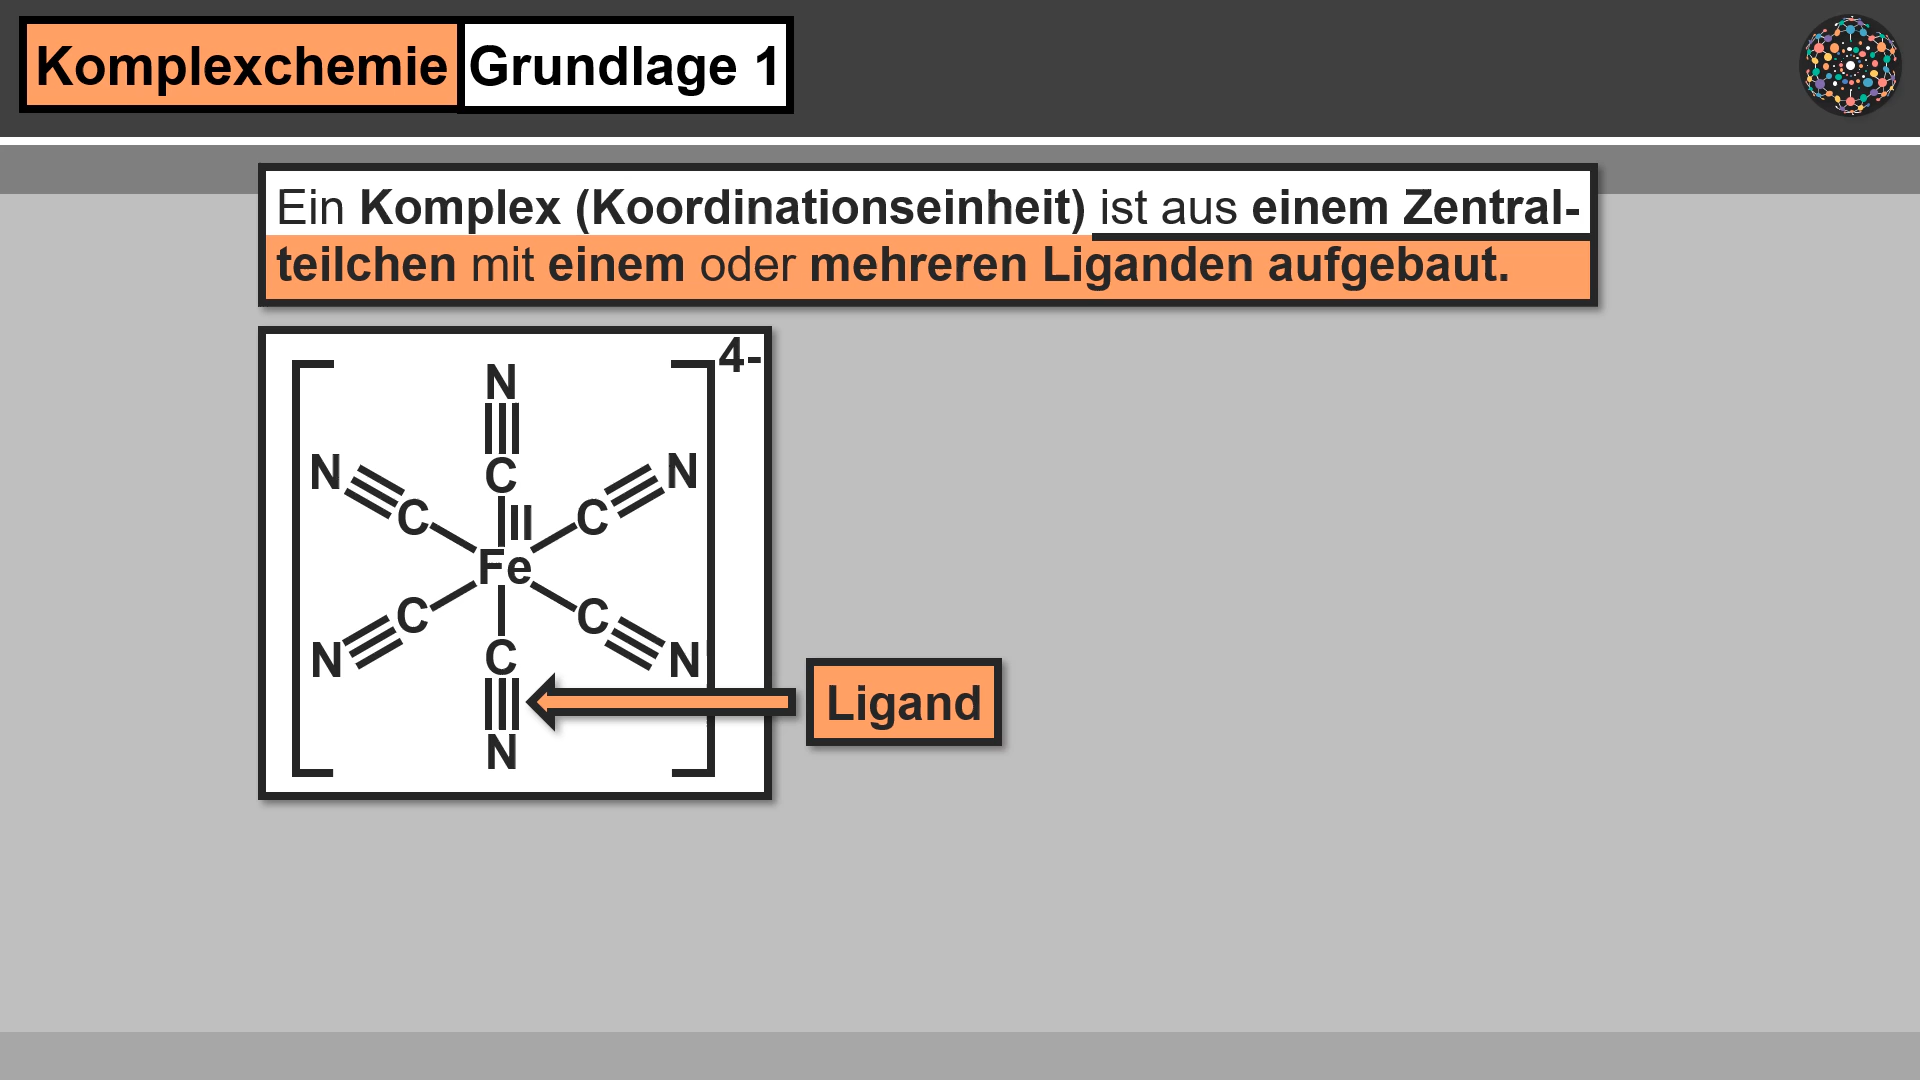 Komplexchemie Grundlage 1
Ein Komplex (Koordinationseinheit) ist aus einem Zentral-
teilchen mit einem oder mehreren Liganden aufgebaut.
4-
N
N C C N
II
Fe
N C C N
C
N
Ligand